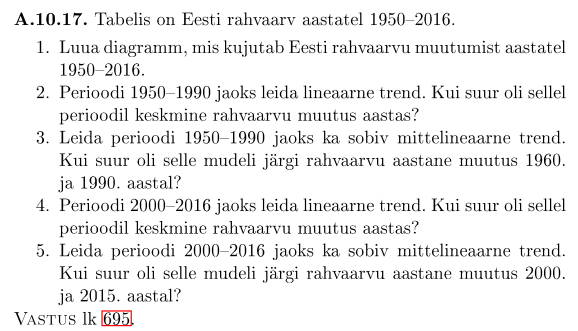 A.10.17. Tabelis on Eesti rahvaarv aastatel 1950–2016.
1. Luua diagramm, mis kujutab Eesti rahvaarvu muutumist aastatel
1950–2016.
2. Perioodi 1950–1990 jaoks leida lineaarne trend. Kui suur oli sellel
perioodil keskmine rahvaarvu muutus aastas?
3. Leida perioodi 1950–1990 jaoks ka sobiv mittelineaarne trend.
Kui suur oli selle mudeli järgi rahvaarvu aastane muutus 1960.
ja 1990. aastal?
4. Perioodi 2000–2016 jaoks leida lineaarne trend. Kui suur oli sellel
perioodil keskmine rahvaarvu muutus aastas?
5. Leida perioodi 2000–2016 jaoks ka sobiv mittelineaarne trend.
Kui suur oli selle mudeli järgi rahvaarvu aastane muutus 2000.
ja 2015. aastal?
VASTUS lk 695.